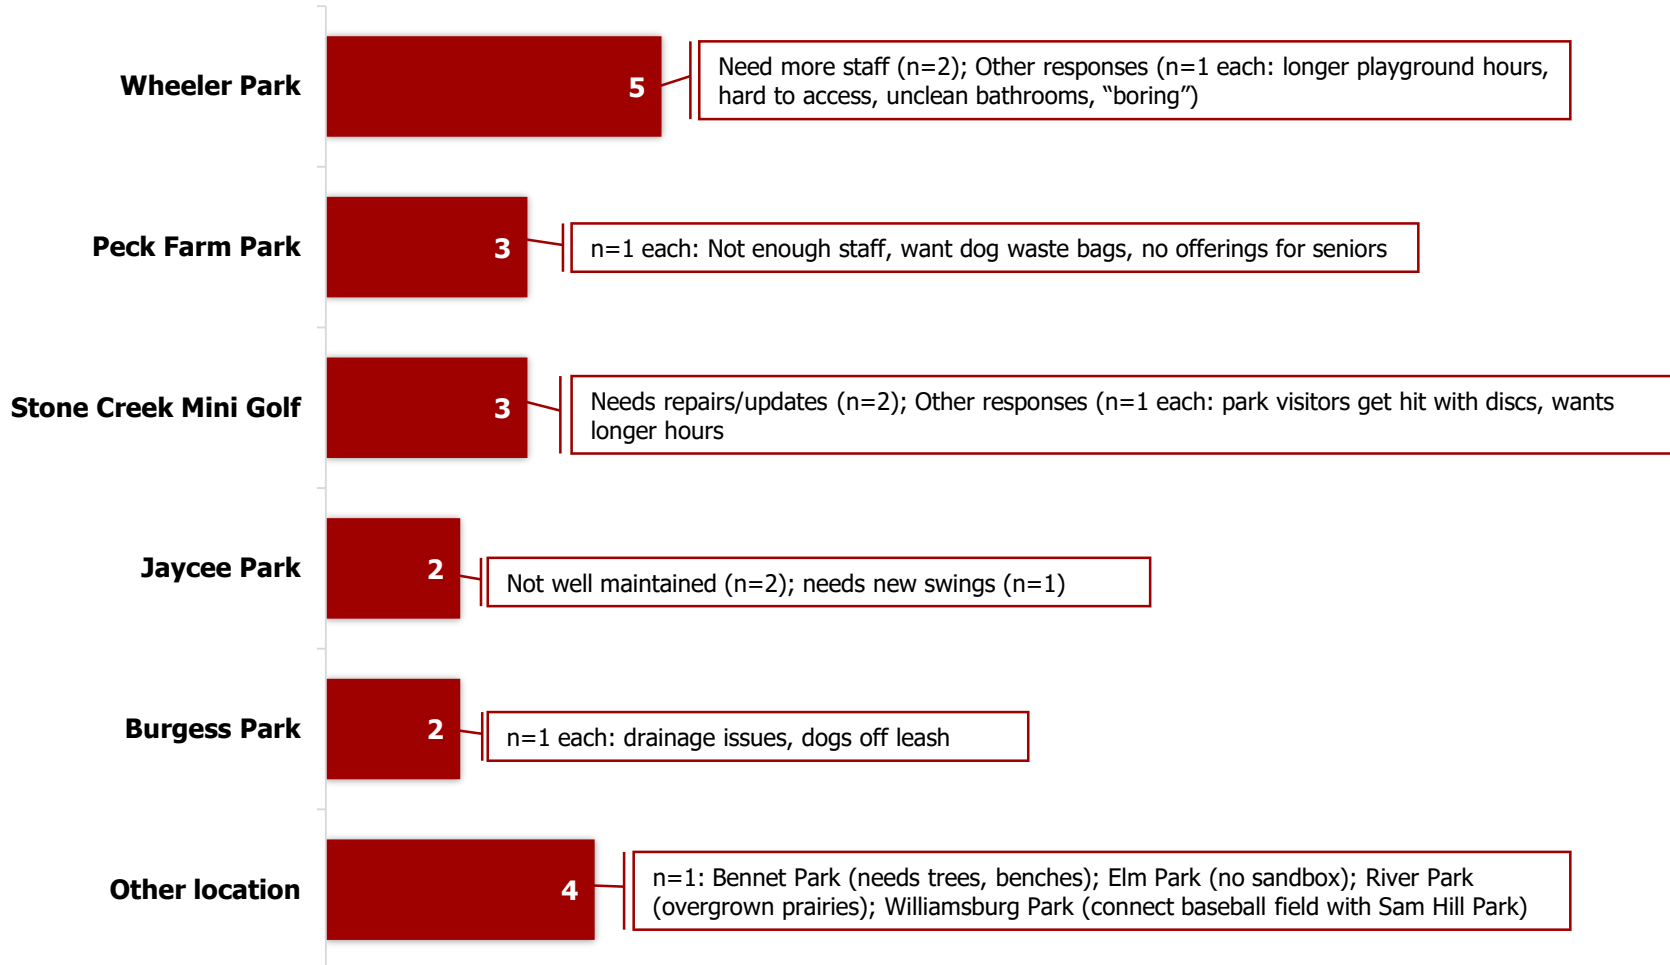 Wheeler Park
5
Need more staff (n=2); Other responses (n=1 each: longer playground hours,
hard to access, unclean bathrooms, “boring”)
Peck Farm Park
3
n=1 each: Not enough staff, want dog waste bags, no offerings for seniors
Stone Creek Mini Golf
3
Needs repairs/updates (n=2); Other responses (n=1 each: park visitors get hit with discs, wants
longer hours
Jaycee Park
2
Not well maintained (n=2); needs new swings (n=1)
Burgess Park
2
n=1 each: drainage issues, dogs off leash
Other location
4
n=1: Bennet Park (needs trees, benches); Elm Park (no sandbox); River Park
(overgrown prairies); Williamsburg Park (connect baseball field with Sam Hill Park)